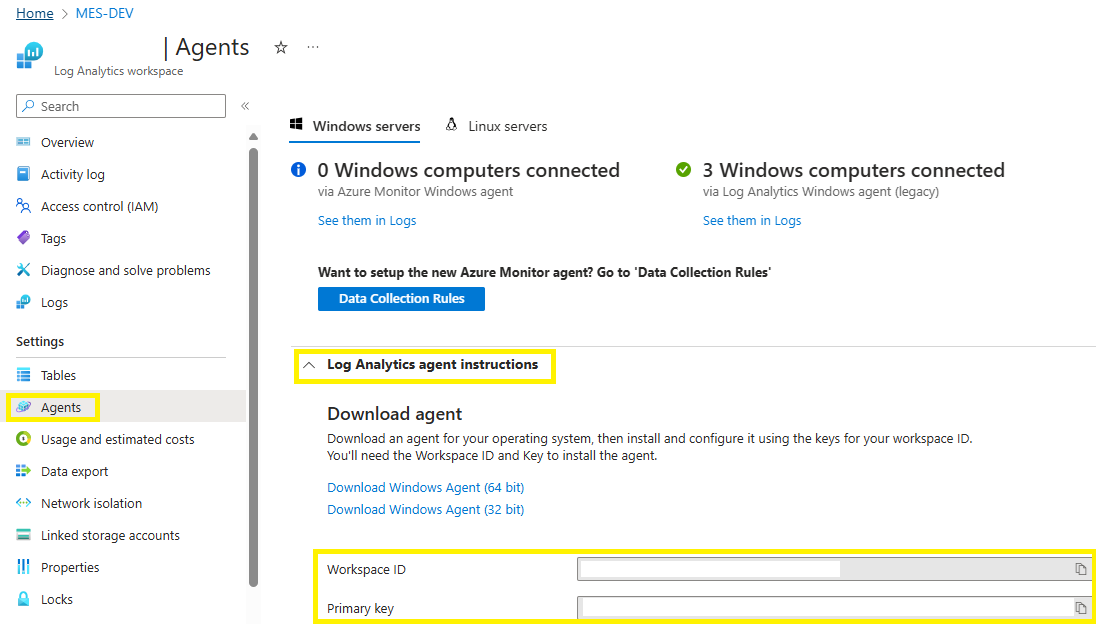 Home > MES-DEV
| Agents
Log Analytics workspace
Search
Overview
Activity log
Access control (IAM)
Tags
Diagnose and solve problems
Logs
Settings
Tables
Agents
Usage and estimated costs
Data export
Network isolation
Linked storage accounts
Properties
Locks
Windows servers
Linux servers
0 Windows computers connected
via Azure Monitor Windows agent
See them in Logs
3 Windows computers connected
via Log Analytics Windows agent (legacy)
See them in Logs
Want to setup the new Azure Monitor agent? Go to 'Data Collection Rules'
Data Collection Rules
Log Analytics agent instructions
Download agent
Download an agent for your operating system, then install and configure it using the keys for your workspace ID.
You'll need the Workspace ID and Key to install the agent.
Download Windows Agent (64 bit)
Download Windows Agent (32 bit)
Workspace ID
Primary key